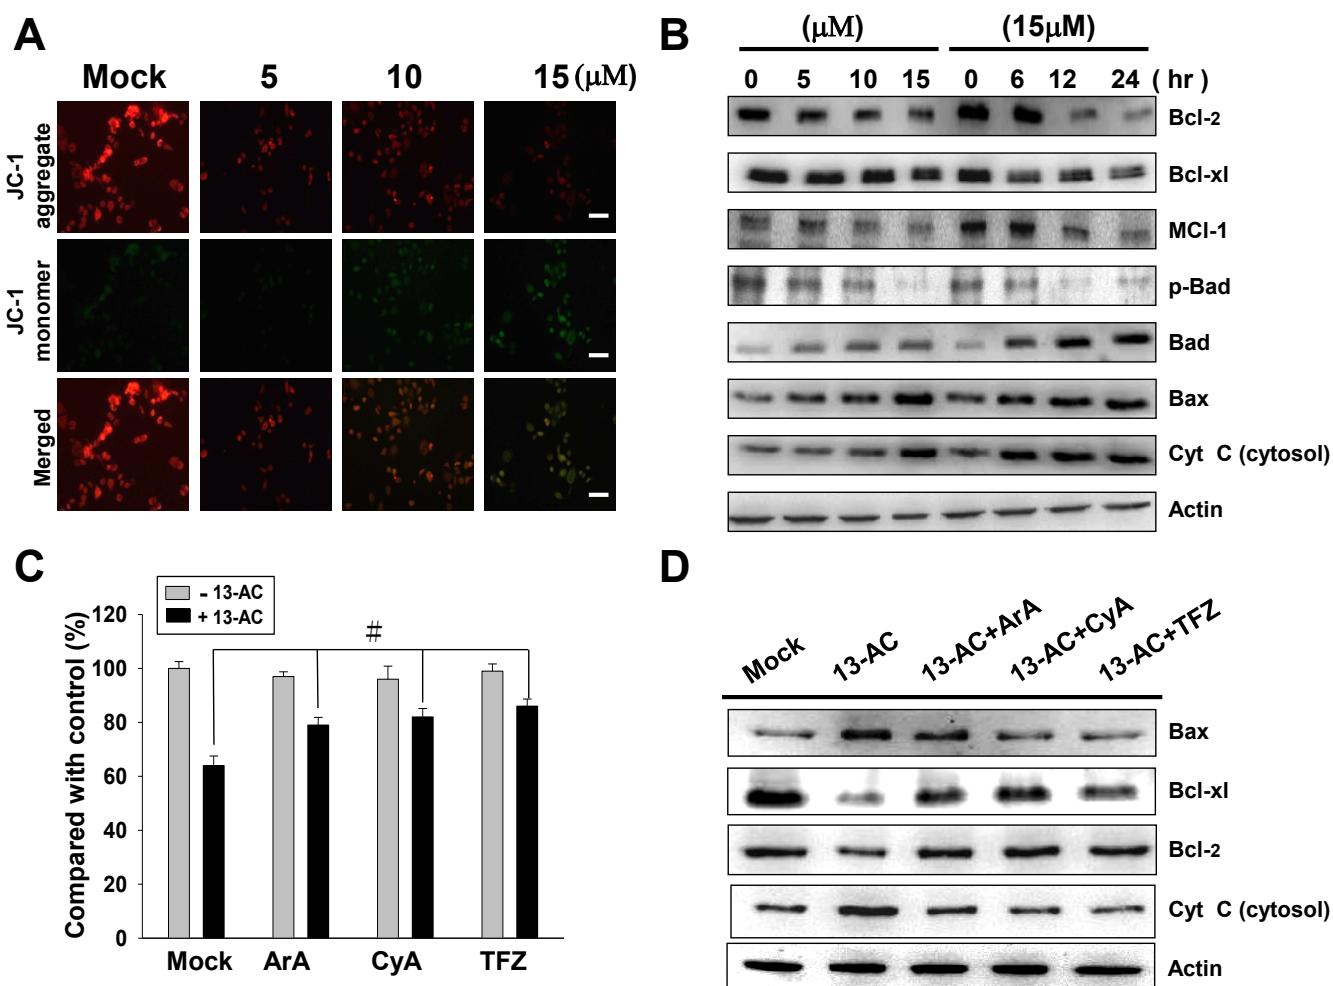 A
Mock 5 10 15 (μM)
JC-1 aggregate
JC-1 monomer
Merged
B
(μM) (15μM)
0 5 10 15 0 6 12 24 ( hr )
Bcl-2
Bcl-xl
MCl-1
p-Bad
Bad
Bax
Cyt C (cytosol)
Actin
C
- 13-AC
+ 13-AC
#
Compared with control (%)
120
100
80
60
40
20
0
Mock ArA CyA TFZ
D
Mock 13-AC 13-AC+ArA 13-AC+CyA 13-AC+TFZ
Bax
Bcl-xl
Bcl-2
Cyt C (cytosol)
Actin